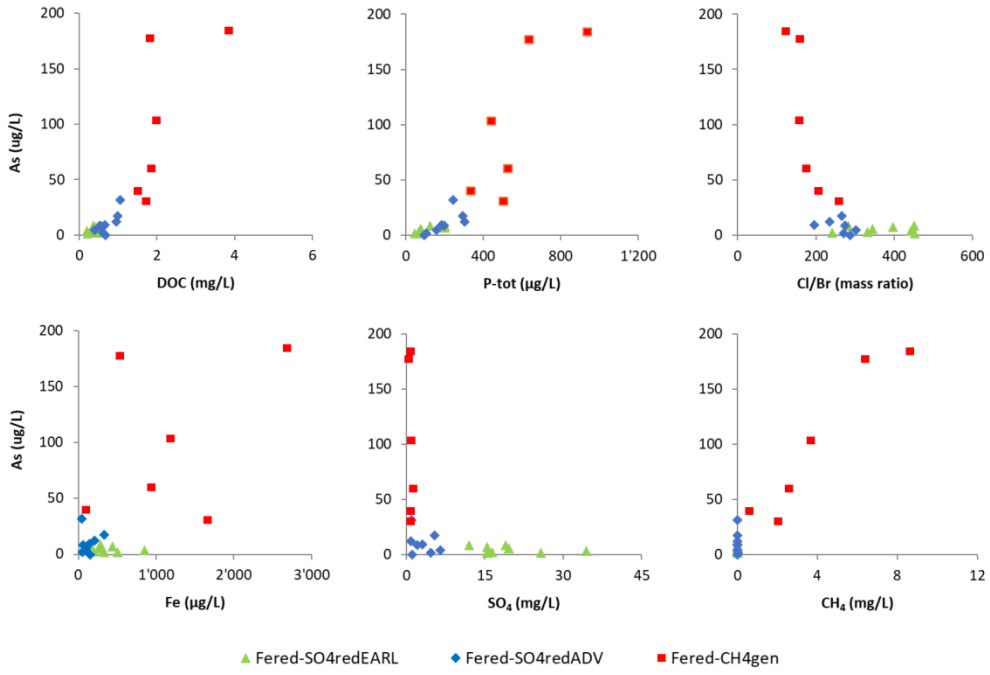 200
150
100
50
0
As (ug/L)
0 2 4 6
DOC (mg/L)
200
150
100
50
0
0 400 800 1'200
P-tot (µg/L)
200
150
100
50
0
0 200 400 600
Cl/Br (mass ratio)
200
150
100
50
0
As (ug/L)
0 1'000 2'000 3'000
Fe (µg/L)
200
150
100
50
0
0 15 30 45
SO4 (mg/L)
200
150
100
50
0
0 4 8 12
CH4 (mg/L)
Fered-SO4redEARL Fered-SO4redADV Fered-CH4gen